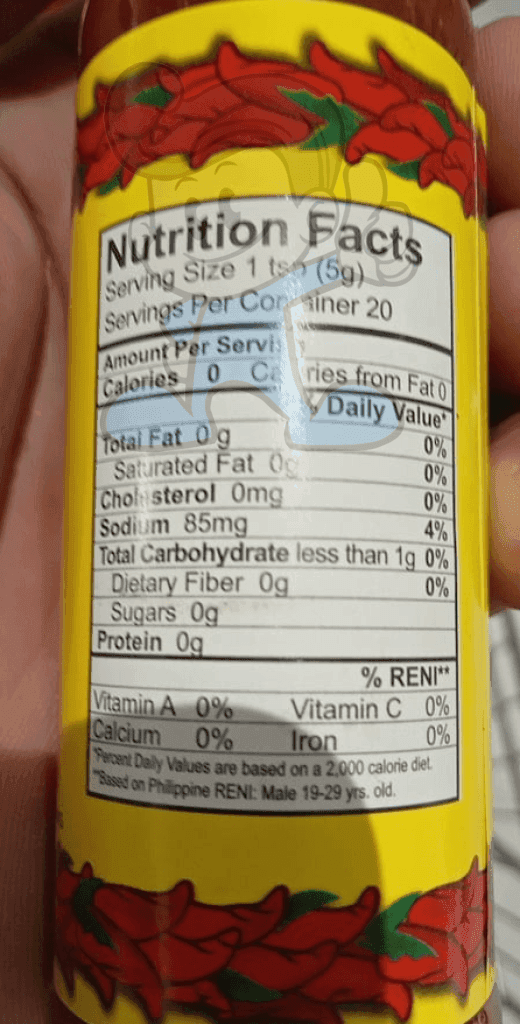 Nutrition Facts
Serving Size 1 tsp (5g)
Servings Per Container 20
Amount Per Serving
Calories 0 Calories from Fat 0
% Daily Value*
Total Fat 0 g 0%
Saturated Fat 0g 0%
Cholesterol 0mg 0%
Sodium 85mg 4%
Total Carbohydrate less than 1g 0%
Dietary Fiber 0g 0%
Sugars 0g
Protein 0g
% RENI**
Vitamin A 0% Vitamin C 0%
Calcium 0% Iron 0%
*Percent Daily Values are based on a 2,000 calorie diet.
**Based on Philippine RENI: Male 19-29 yrs. old.